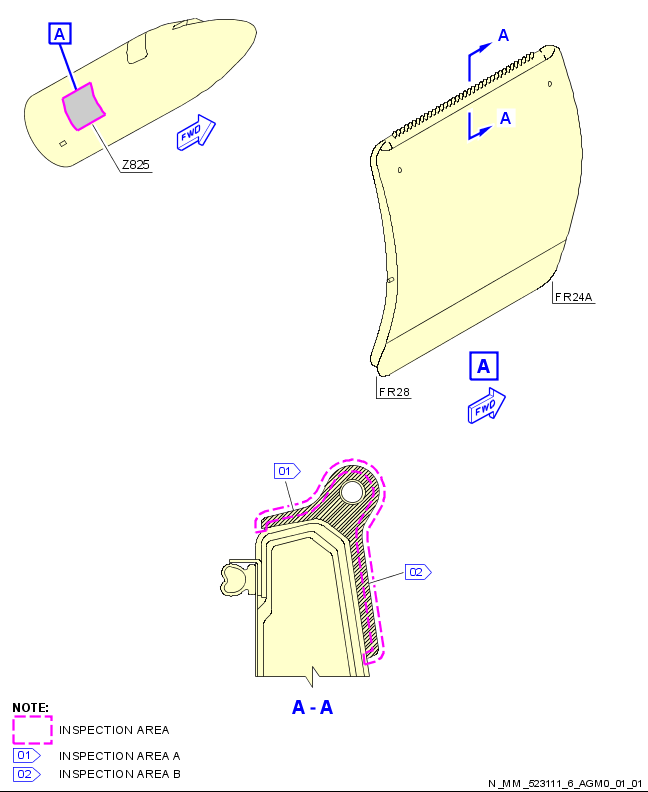 A
FWD
Z825
A
A
FR24A
FR28
A
FWD
01
02
A - A
NOTE:
INSPECTION AREA
01 INSPECTION AREA A
02 INSPECTION AREA B
N_MM_523111_6_AGM0_01_01